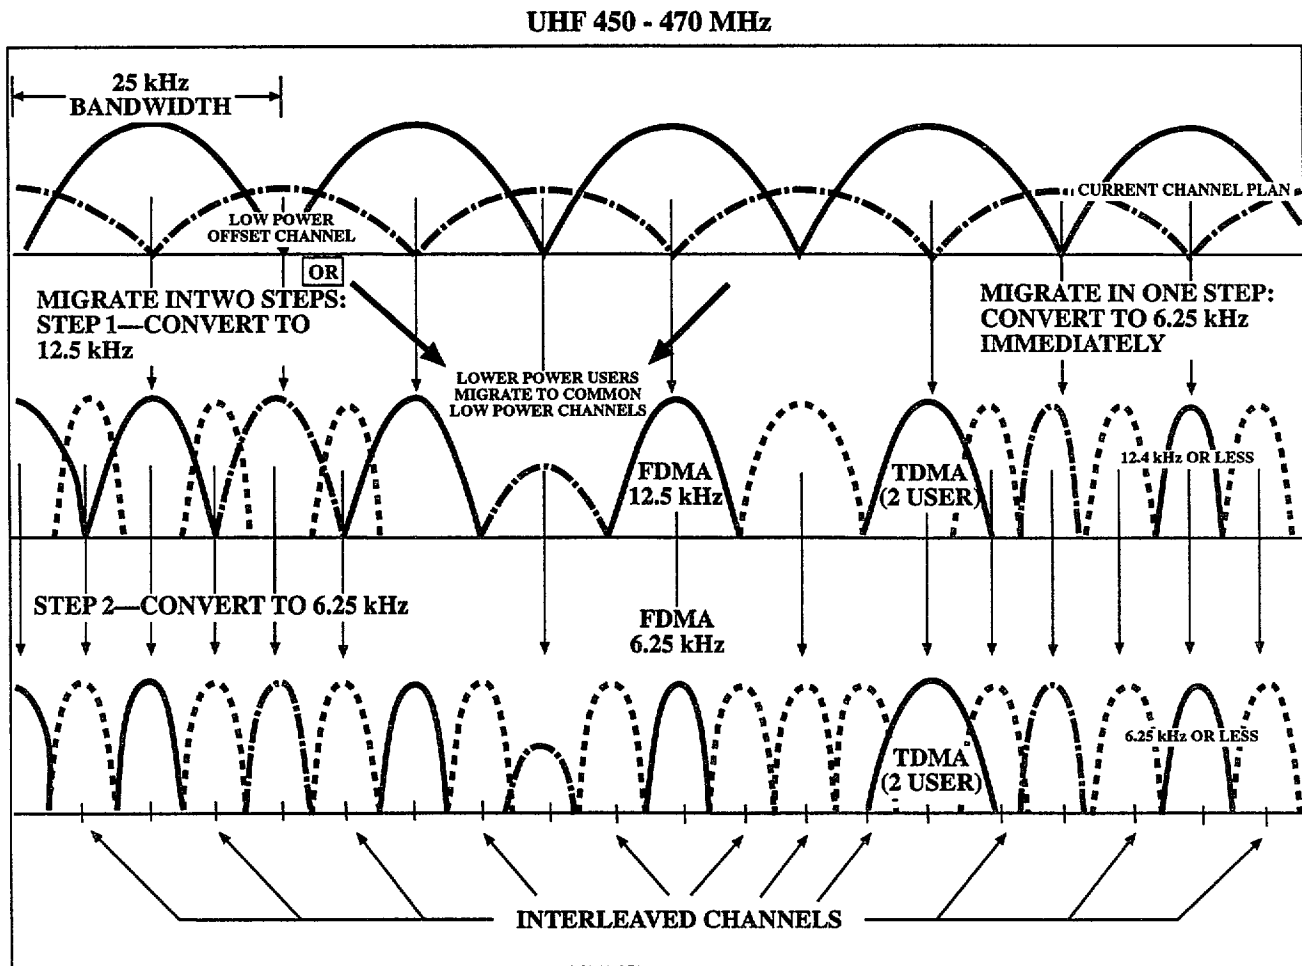 UHF 450 - 470 MHz
25 kHz
BANDWIDTH
LOW POWER
OFFSET CHANNEL
CURRENT CHANNEL PLAN
OR
MIGRATE INTWO STEPS:
STEP 1—CONVERT TO
12.5 kHz
MIGRATE IN ONE STEP:
CONVERT TO 6.25 kHz
IMMEDIATELY
LOWER POWER USERS
MIGRATE TO COMMON
LOW POWER CHANNELS
FDMA
12.5 kHz
TDMA
(2 USER)
12.4 kHz OR LESS
STEP 2—CONVERT TO 6.25 kHz
FDMA
6.25 kHz
TDMA
(2 USER)
6.25 kHz OR LESS
INTERLEAVED CHANNELS